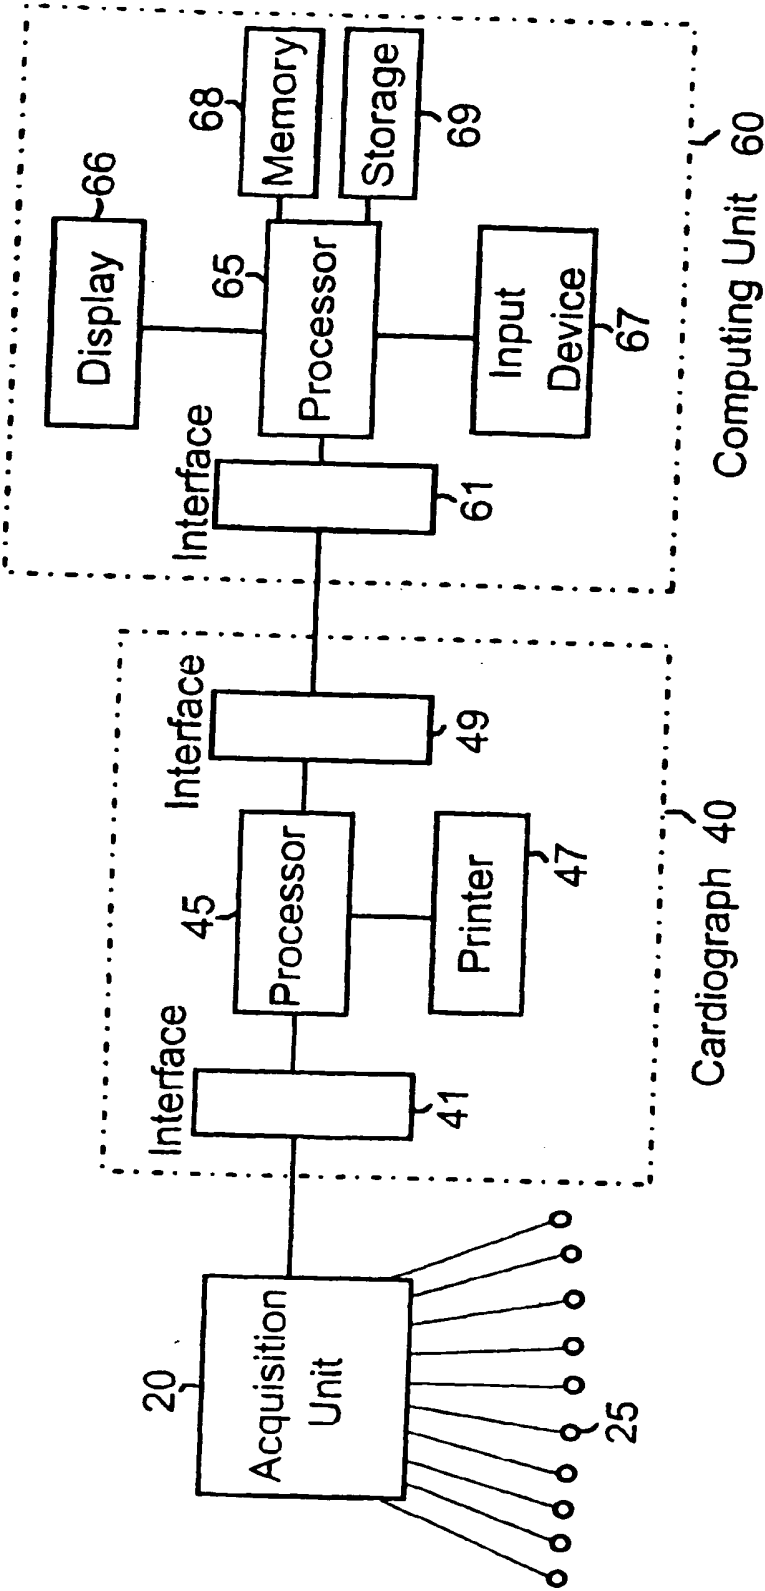 20
Acquisition
Unit
25
Interface
41
45
Processor
Printer
47
Interface
49
Cardiograph 40
Interface
61
Display
66
65
Processor
68
Memory
Storage
69
Input
Device
67
Computing Unit 60